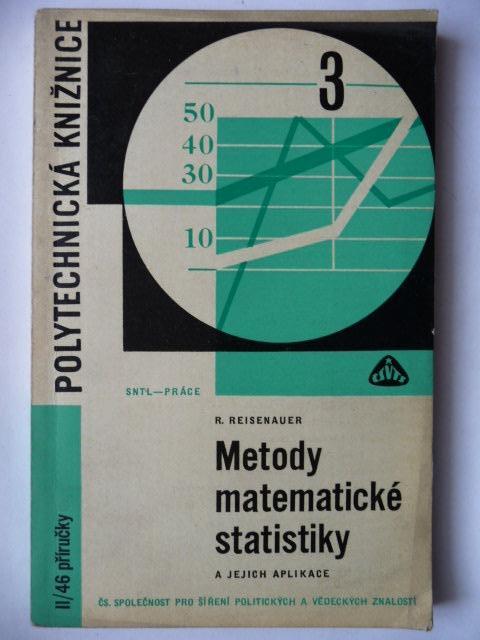 POLYTECHNICKÁ KNIŽNICE
3
50
40
30
10
ČSVTS
SNTL—PRÁCE
R. REISENAUER
Metody
matematické
statistiky
A JEJICH APLIKACE
II/46 příručky
ČS. SPOLEČNOST PRO ŠÍŘENÍ POLITICKÝCH A VĚDECKÝCH ZNALOSTÍ